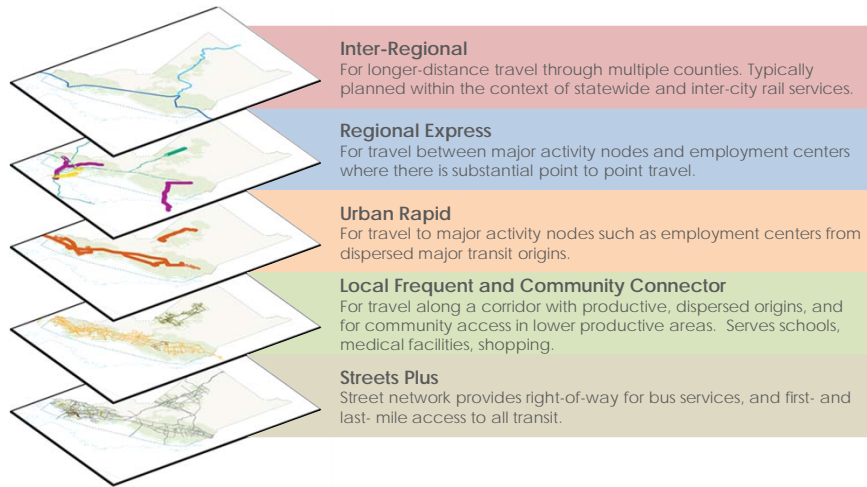 Inter-Regional
For longer-distance travel through multiple counties. Typically
planned within the context of statewide and inter-city rail services.
Regional Express
For travel between major activity nodes and employment centers
where there is substantial point to point travel.
Urban Rapid
For travel to major activity nodes such as employment centers from
dispersed major transit origins.
Local Frequent and Community Connector
For travel along a corridor with productive, dispersed origins, and
for community access in lower productive areas. Serves schools,
medical facilities, shopping.
Streets Plus
Street network provides right-of-way for bus services, and first- and
last- mile access to all transit.